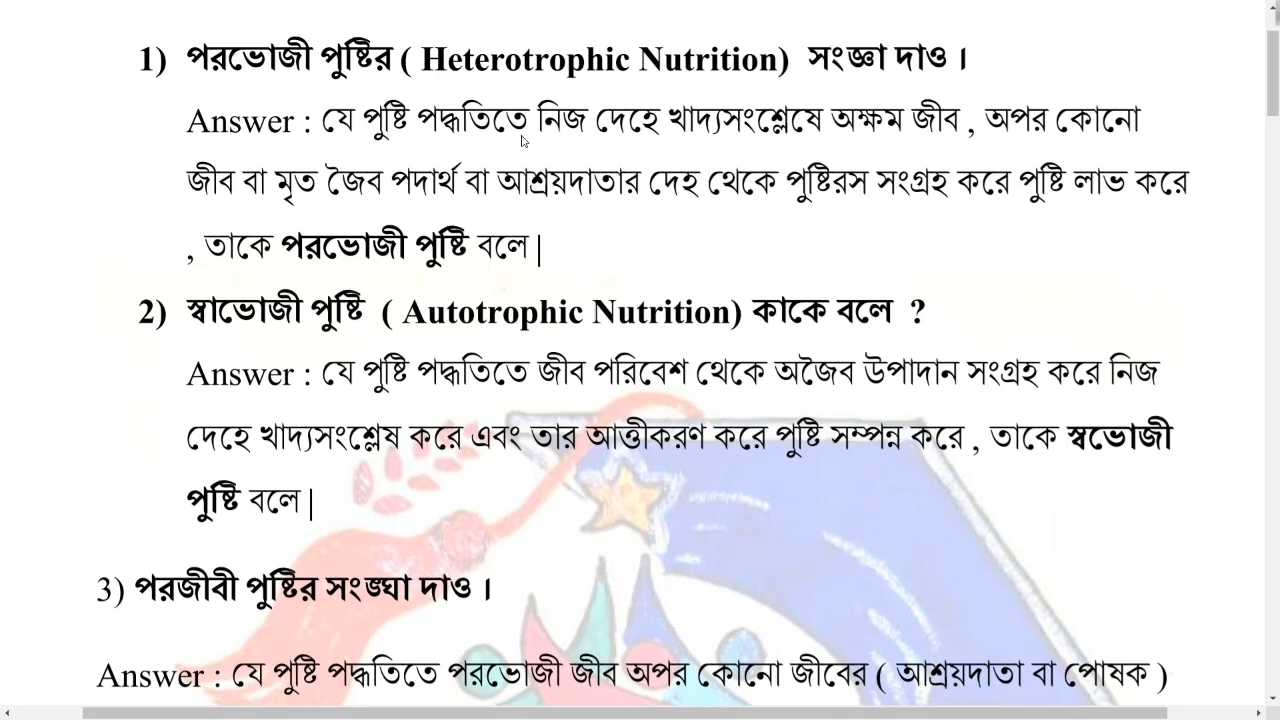 1) পরভোজী পুষ্টির ( Heterotrophic Nutrition) সংজ্ঞা দাও ।
Answer : যে পুষ্টি পদ্ধতিতে নিজ দেহে খাদ্যসংশ্লেষে অক্ষম জীব , অপর কোনো
জীব বা মৃত জৈব পদার্থ বা আশ্রয়দাতার দেহ থেকে পুষ্টিরস সংগ্রহ করে পুষ্টি লাভ করে
, তাকে পরভোজী পুষ্টি বলে |
2) স্বাভোজী পুষ্টি ( Autotrophic Nutrition) কাকে বলে ?
Answer : যে পুষ্টি পদ্ধতিতে জীব পরিবেশ থেকে অজৈব উপাদান সংগ্রহ করে নিজ
দেহে খাদ্যসংশ্লেষ করে এবং তার আত্তীকরণ করে পুষ্টি সম্পন্ন করে , তাকে স্বভোজী
পুষ্টি বলে |
3) পরজীবী পুষ্টির সংঙ্ঘা দাও ।
Answer : যে পুষ্টি পদ্ধতিতে পরভোজী জীব অপর কোনো জীবের ( আশ্রয়দাতা বা পোষক )